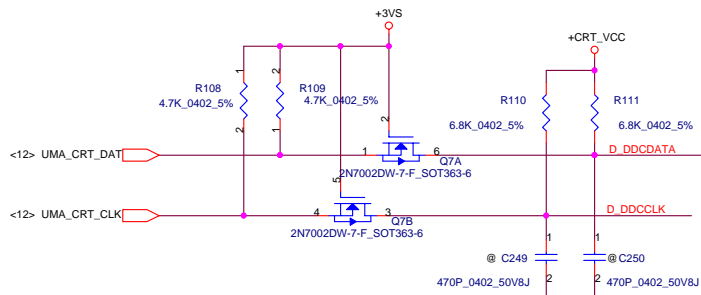 +3VS
+CRT_VCC
1
2
R108
4.7K_0402_5%
R109
4.7K_0402_5%
2
1
R110
6.8K_0402_5%
R111
6.8K_0402_5%
2
<12> UMA_CRT_DAT
1
6
Q7A
2N7002DW-7-F_SOT363-6
D_DDCDATA
5
<12> UMA_CRT_CLK
4
3
Q7B
2N7002DW-7-F_SOT363-6
D_DDCCLK
1
1
@ C249
@ C250
470P_0402_50V8J
2
470P_0402_50V8J
2